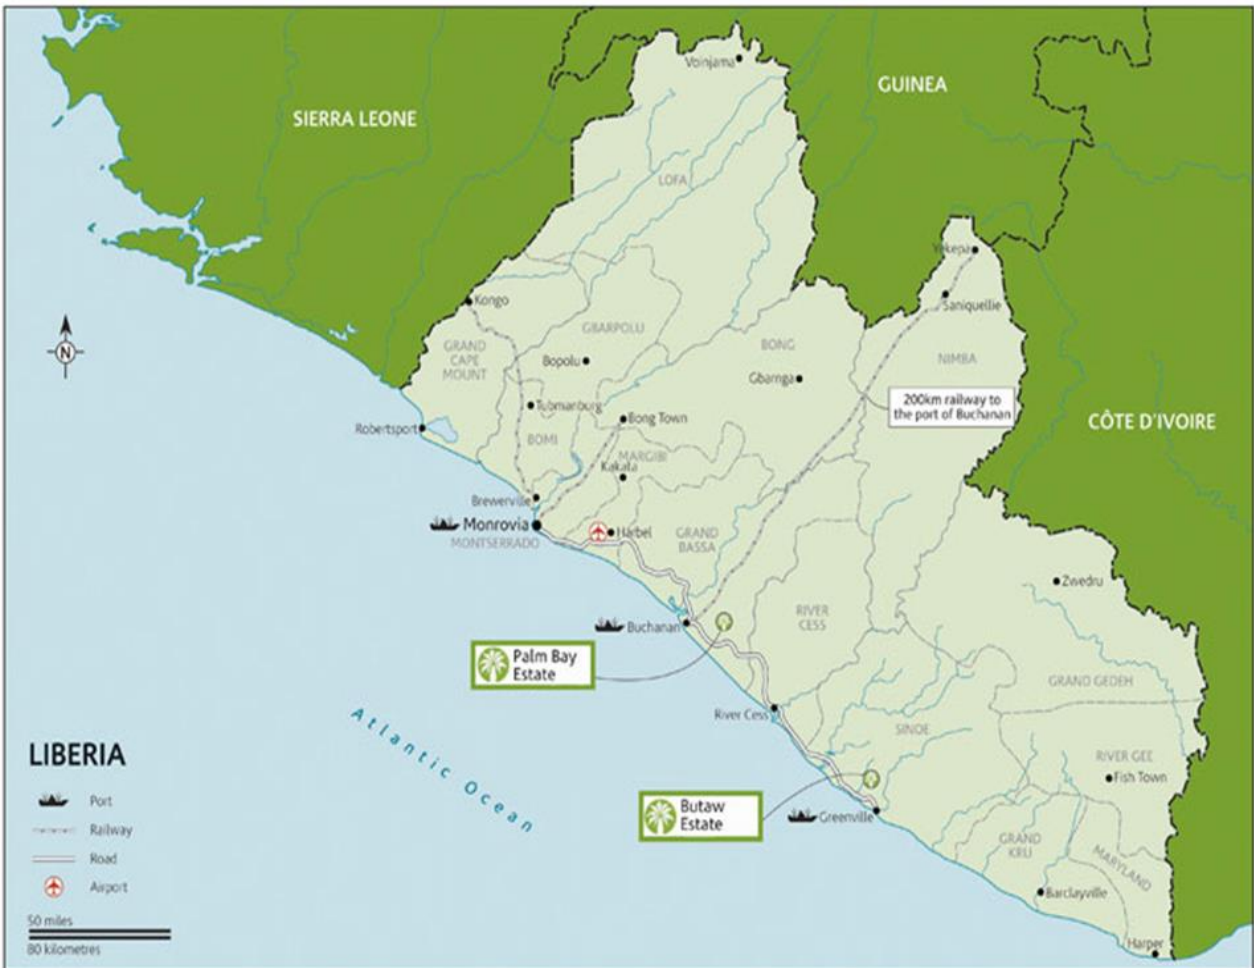 Voinjama
GUINEA
SIERRA LEONE
LOFA
Yekepa
Kongo
Saniquellie
N
GBARPOLU
GRAND
CAPE
MOUNT
BONG
Bopolu
NIMBA
Gbarnga
200km railway to
the port of Buchanan
Tubmanburg
Bong Town
CÔTE D'IVOIRE
Robertsport
BOMI
MARGIBI
Kakata
Brewerville
Monrovia
MONTSERRADO
Harbel
GRAND
BASSA
Zwedru
RIVER
CESS
Buchanan
Palm Bay
Estate
GRAND GEDEH
River Cess
SINOE
Atlantic Ocean
RIVER GEE
Fish Town
LIBERIA
Port
Railway
Road
Airport
50 miles
80 kilometres
Butaw
Estate
Greenville
GRAND
KRU
MARYLAND
Barclayville
Harper